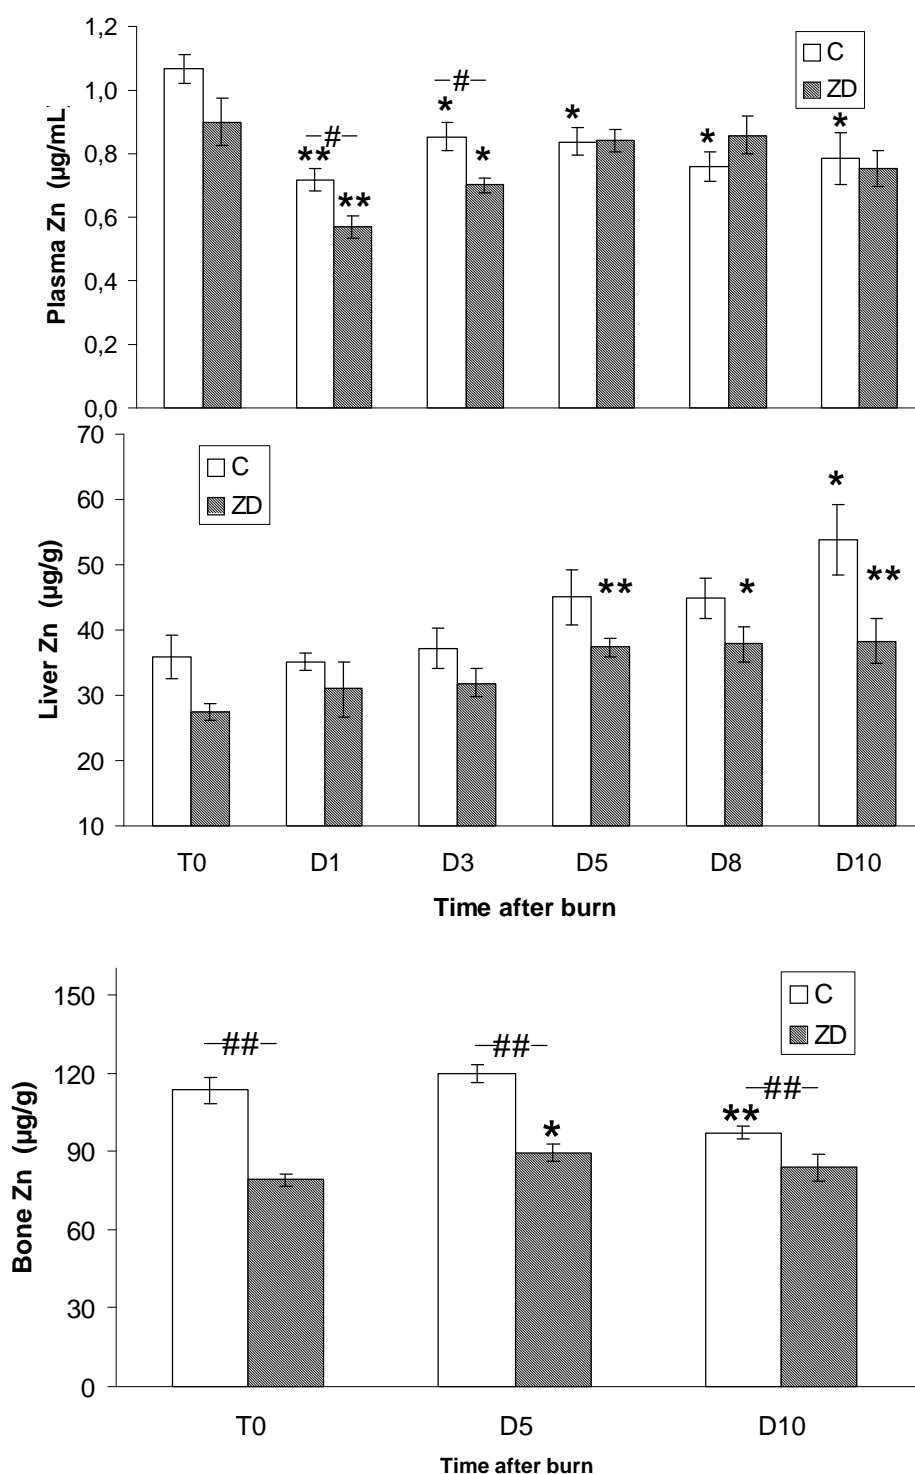 1,2
1,0
0,8
0,6
0,4
0,2
0,0
Plasma Zn (µg/mL
C
ZD
#
**
**
#
*
*
*
*
*
70
60
50
40
30
20
10
Liver Zn (µg/g)
C
ZD
**
*
*
**
T0 D1 D3 D5 D8 D10
Time after burn
150
120
90
60
30
0
Bone Zn (µg/g)
C
ZD
##
##
*
##
**
T0 D5 D10
Time after burn